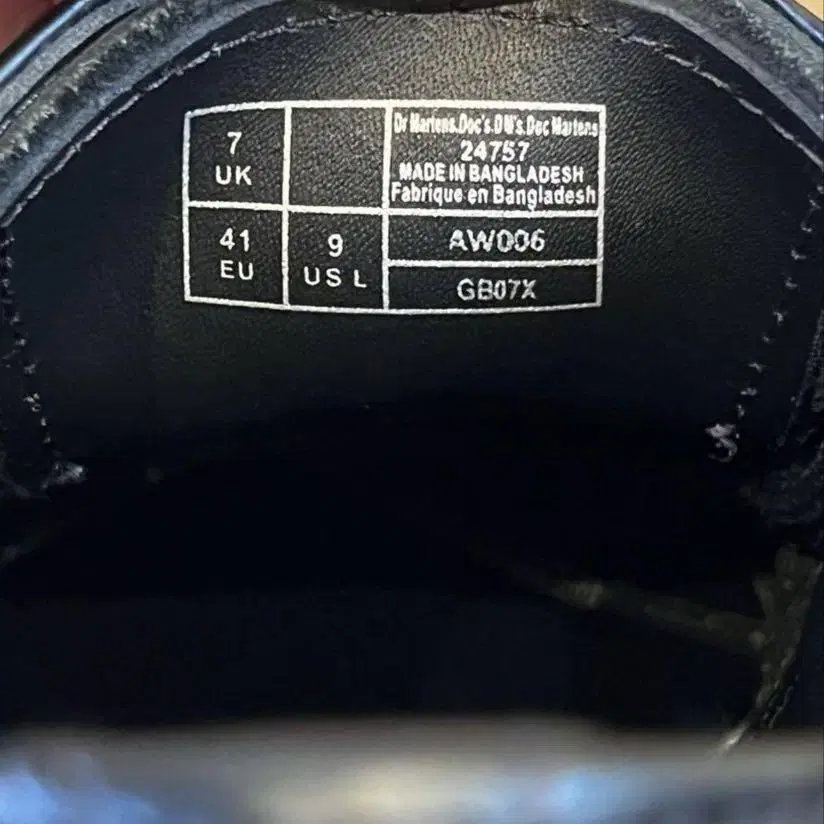 7
UK
Dr Martens.Doc's.DM's.Doc Martens
24757
MADE IN BANGLADESH
Fabrique en Bangladesh
41
EU
9
US L
AW006
GB07X